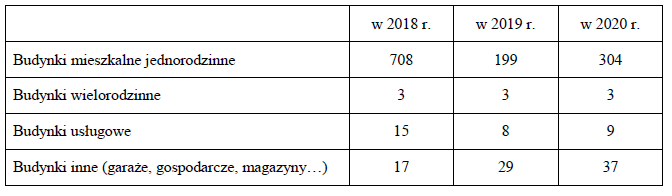 w 2018 r. w 2019 r. w 2020 r.
Budynki mieszkalne jednorodzinne 708 199 304
Budynki wielorodzinne 3 3 3
Budynki usługowe 15 8 9
Budynki inne (garaże, gospodarcze, magazyny…) 17 29 37